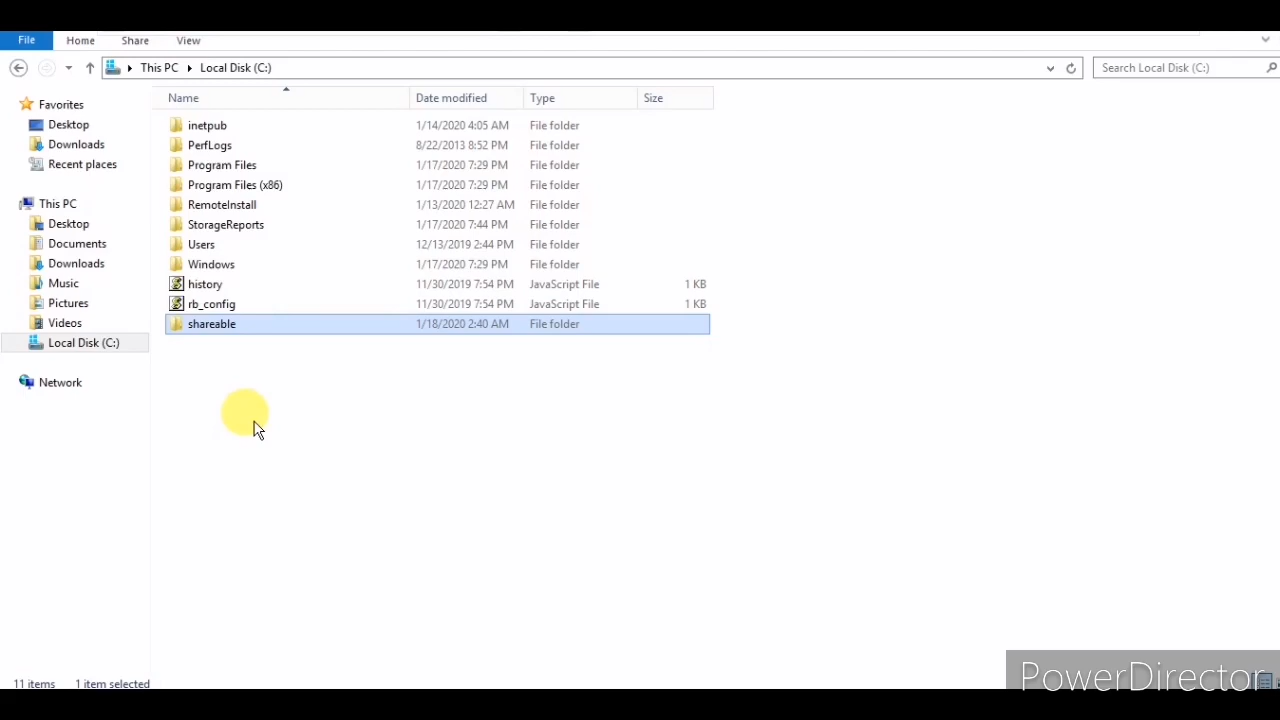 File Home Share View
This PC Local Disk (C:) Search Local Disk (C:)
Favorites
Desktop
Downloads
Recent places
This PC
Desktop
Documents
Downloads
Music
Pictures
Videos
Local Disk (C:)
Network
Name Date modified Type Size
inetpub 1/14/2020 4:05 AM File folder
PerfLogs 8/22/2013 8:52 PM File folder
Program Files 1/17/2020 7:29 PM File folder
Program Files (x86) 1/17/2020 7:29 PM File folder
RemoteInstall 1/13/2020 12:27 AM File folder
StorageReports 1/17/2020 7:44 PM File folder
Users 12/13/2019 2:44 PM File folder
Windows 1/17/2020 7:29 PM File folder
history 11/30/2019 7:54 PM JavaScript File 1 KB
rb_config 11/30/2019 7:54 PM JavaScript File 1 KB
shareable 1/18/2020 2:40 AM File folder
11 items 1 item selected
PowerDirector